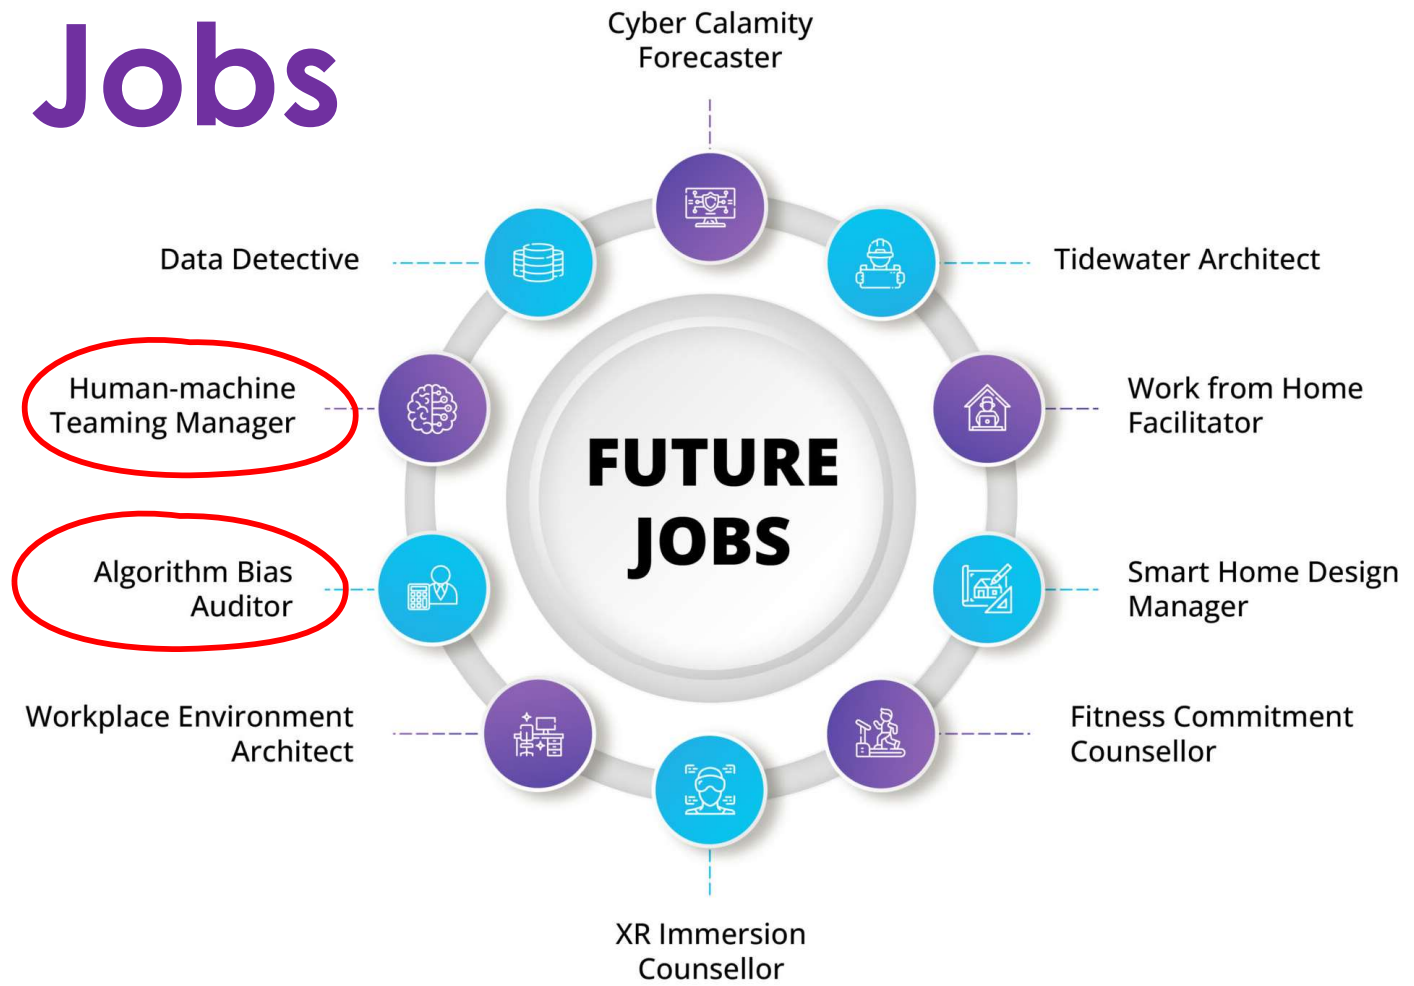 Jobs
Cyber Calamity
Forecaster
Data Detective
Tidewater Architect
Human-machine
Teaming Manager
Work from Home
Facilitator
FUTURE
JOBS
Algorithm Bias
Auditor
Smart Home Design
Manager
Workplace Environment
Architect
Fitness Commitment
Counsellor
XR Immersion
Counsellor